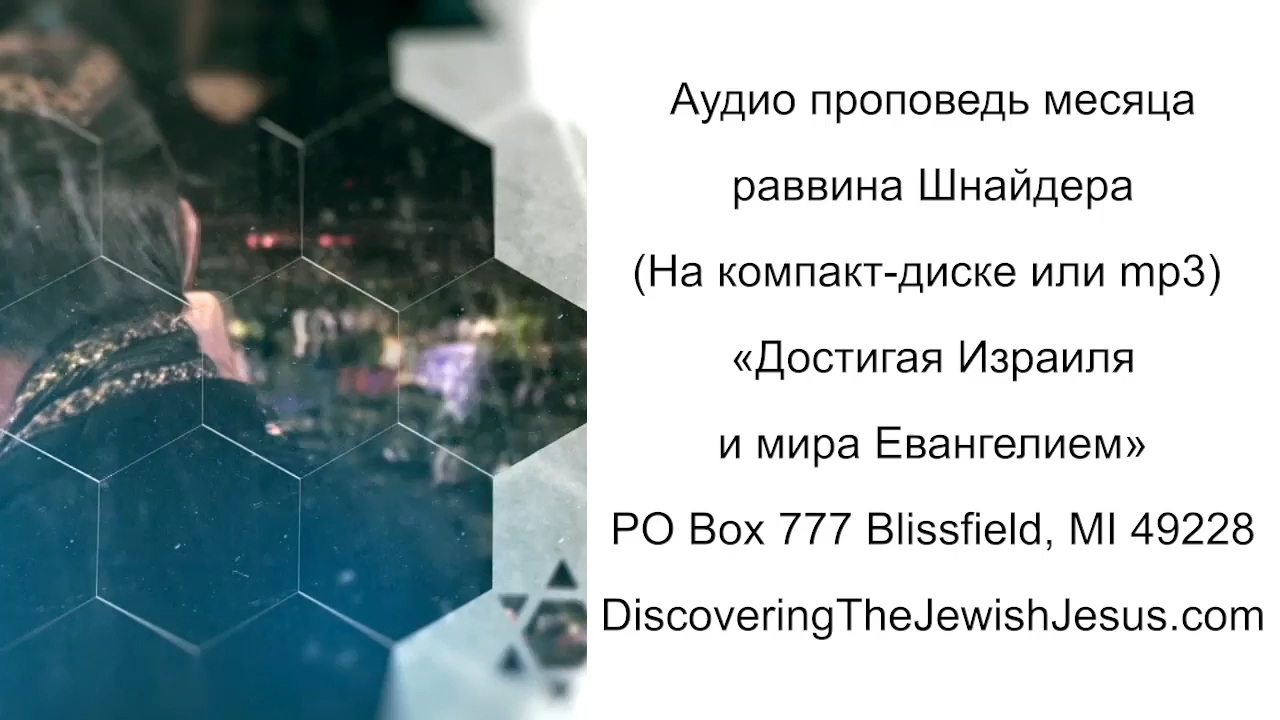 Аудио проповедь месяца
раввина Шнайдера
(На компакт-диске или mp3)
«Достигая Израиля
и мира Евангелием»
PO Box 777 Blissfield, MI 49228
DiscoveringTheJewishJesus.com